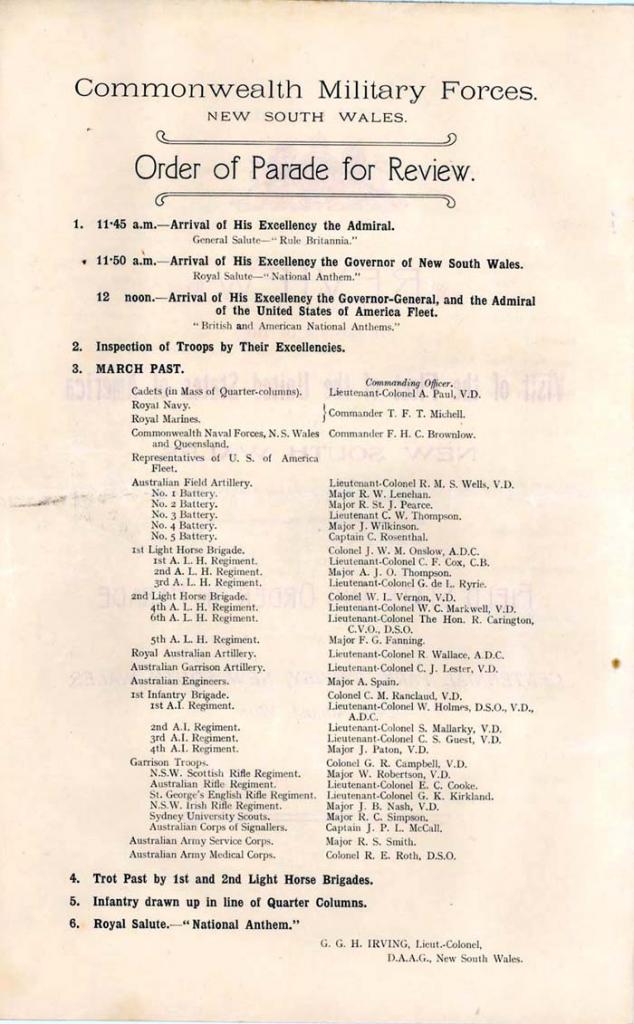 Commonwealth Military Forces.
NEW SOUTH WALES.
Order of Parade for Review.
1. 11·45 a.m.—Arrival of His Excellency the Admiral.
General Salute—"Rule Britannia."
11·50 a.m.—Arrival of His Excellency the Governor of New South Wales.
Royal Salute—"National Anthem."
12 noon.—Arrival of His Excellency the Governor-General, and the Admiral
of the United States of America Fleet.
"British and American National Anthems."
2. Inspection of Troops by Their Excellencies.
3. MARCH PAST.
Commanding Officer.
Cadets (in Mass of Quarter-columns). Lieutenant-Colonel A. Paul, V.D.
Royal Navy.
Royal Marines. } Commander T. F. T. Michell.
Commonwealth Naval Forces, N.S. Wales Commander F. H. C. Brownlow.
and Queensland.
Representatives of U. S. of America
Fleet.
Australian Field Artillery. Lieutenant-Colonel R. M. S. Wells, V.D.
No. 1 Battery. Major R. W. Lenehan.
No. 2 Battery. Major R. St. J. Pearce.
No. 3 Battery. Lieutenant C. W. Thompson.
No. 4 Battery. Major J. Wilkinson.
No. 5 Battery. Captain C. Rosenthal.
1st Light Horse Brigade. Colonel J. W. M. Onslow, A.D.C.
1st A. L. H. Regiment. Lieutenant-Colonel C. F. Cox, C.B.
2nd A. L. H. Regiment. Major A. J. O. Thompson.
3rd A. L. H. Regiment. Lieutenant-Colonel G. de L. Ryrie.
2nd Light Horse Brigade. Colonel W. L. Vernon, V.D.
4th A. L. H. Regiment. Lieutenant-Colonel W. C. Markwell, V.D.
6th A. L. H. Regiment. Lieutenant-Colonel The Hon. R. Carington,
C.V.O., D.S.O.
5th A. L. H. Regiment. Major F. G. Fanning.
Royal Australian Artillery. Lieutenant-Colonel R. Wallace, A.D.C.
Australian Garrison Artillery. Lieutenant-Colonel C. J. Lester, V.D.
Australian Engineers. Major A. Spain.
1st Infantry Brigade. Colonel C. M. Ranclaud, V.D.
1st A.I. Regiment. Lieutenant-Colonel W. Holmes, D.S.O., V.D.,
A.D.C.
2nd A.I. Regiment. Lieutenant-Colonel S. Mallarky, V.D.
3rd A.I. Regiment. Lieutenant-Colonel C. S. Guest, V.D.
4th A.I. Regiment. Major J. Paton, V.D.
Garrison Troops. Colonel G. R. Campbell, V.D.
N.S.W. Scottish Rifle Regiment. Major W. Robertson, V.D.
Australian Rifle Regiment. Lieutenant-Colonel E. C. Cooke.
St. George's English Rifle Regiment. Lieutenant-Colonel G. K. Kirkland.
N.S.W. Irish Rifle Regiment. Major J. B. Nash, V.D.
Sydney University Scouts. Major R. C. Simpson.
Australian Corps of Signallers. Captain J. P. L. McCall.
Australian Army Service Corps. Major R. S. Smith.
Australian Army Medical Corps. Colonel R. E. Roth, D.S.O.
4. Trot Past by 1st and 2nd Light Horse Brigades.
5. Infantry drawn up in line of Quarter Columns.
6. Royal Salute.—"National Anthem."
G. G. H. IRVING, Lieut.-Colonel,
D.A.A.G., New South Wales.